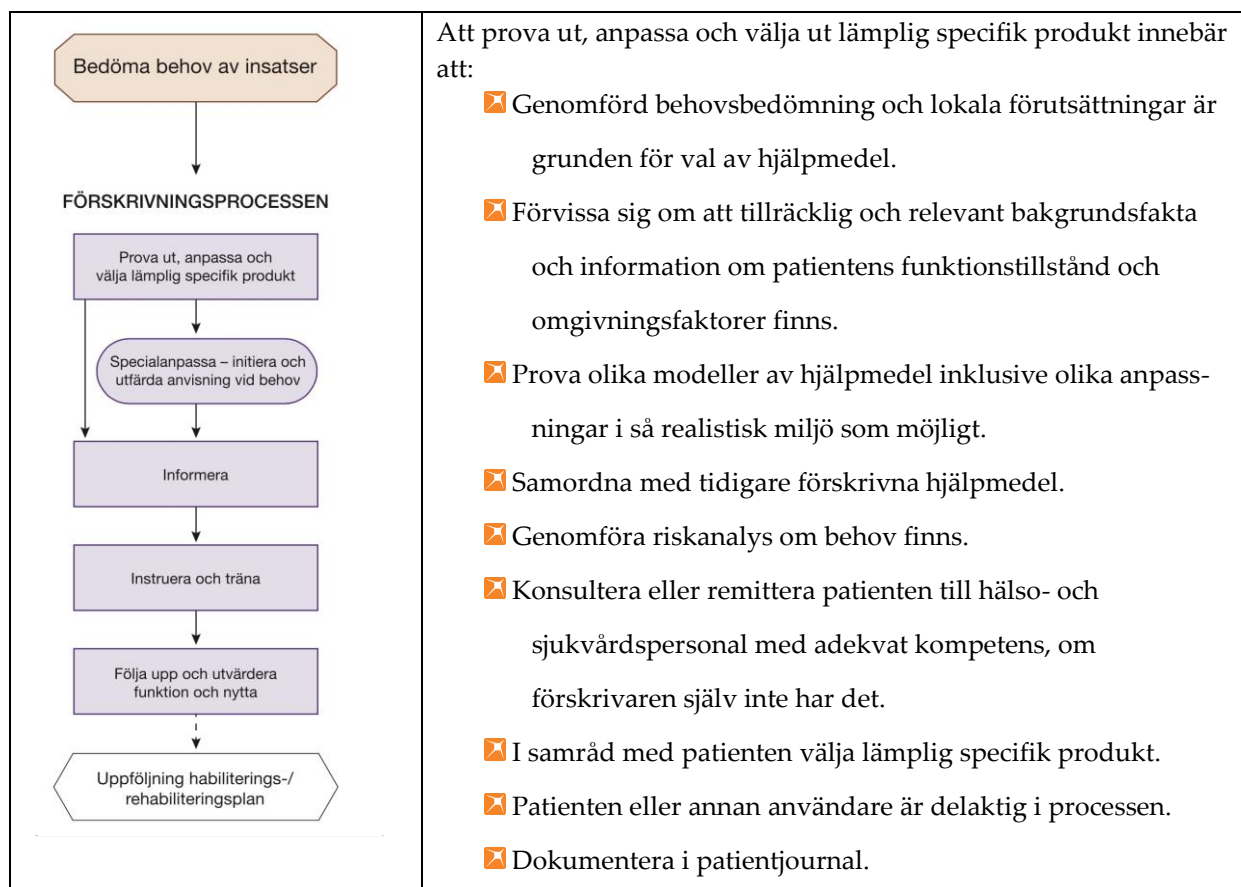 Bedöma behov av insatser
FÖRSKRIVNINGSPROCESSEN
Prova ut, anpassa och
välja lämplig specifik produkt
Specialanpassa – initiera och
utfärda anvisning vid behov
Informera
Instruera och träna
Följa upp och utvärdera
funktion och nytta
Uppföljning habiliterings-/
rehabiliteringsplan
Att prova ut, anpassa och välja ut lämplig specifik produkt innebär
att:
Genomförd behovsbedömning och lokala förutsättningar är
grunden för val av hjälpmedel.
Förvissa sig om att tillräcklig och relevant bakgrundsfakta
och information om patientens funktionstillstånd och
omgivningsfaktorer finns.
Prova olika modeller av hjälpmedel inklusive olika anpass-
ningar i så realistisk miljö som möjligt.
Samordna med tidigare förskrivna hjälpmedel.
Genomföra riskanalys om behov finns.
Konsultera eller remittera patienten till hälso- och
sjukvårdspersonal med adekvat kompetens, om
förskrivaren själv inte har det.
I samråd med patienten välja lämplig specifik produkt.
Patienten eller annan användare är delaktig i processen.
Dokumentera i patientjournal.